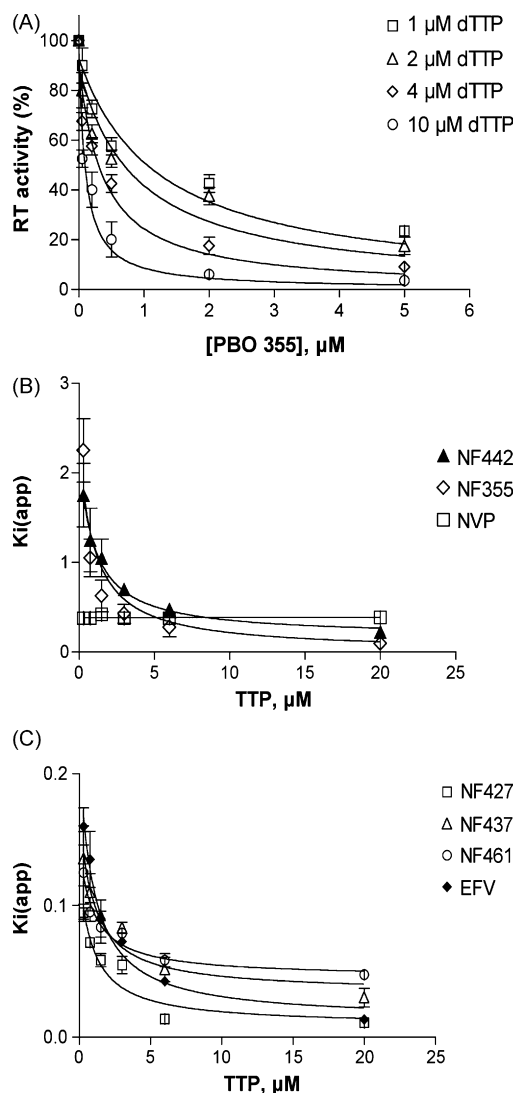 (A)
1 µM dTTP
2 µM dTTP
4 µM dTTP
10 µM dTTP
RT activity (%)
100
80
60
40
20
0
0 1 2 3 4 5 6
[PBO 355], µM
(B)
NF442
NF355
NVP
Ki(app)
3
2
1
0
0 5 10 15 20 25
TTP, µM
(C)
NF427
NF437
NF461
EFV
Ki(app)
0.2
0.1
0.0
0 5 10 15 20 25
TTP, µM